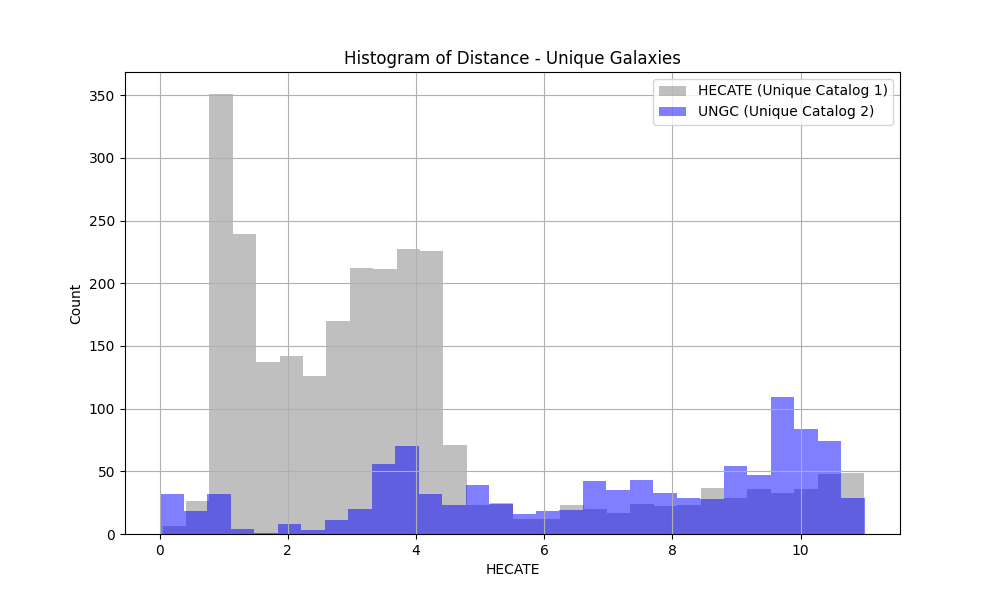 Histogram of Distance - Unique Galaxies
HECATE (Unique Catalog 1)
UNGC (Unique Catalog 2)
350
300
250
200
150
100
50
0
Count
0 2 4 6 8 10
HECATE